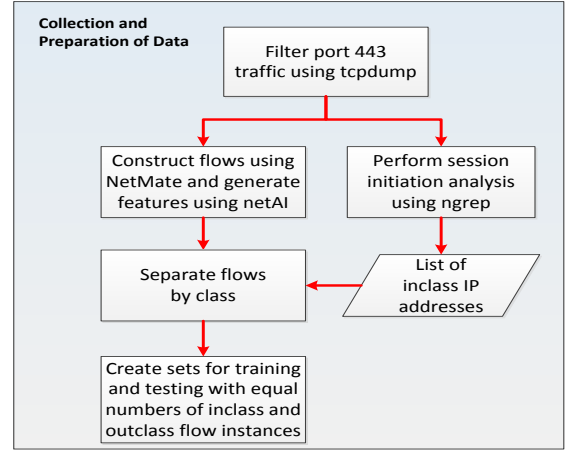 Collection and
Preparation of Data
Filter port 443
traffic using tcpdump
Construct flows using
NetMate and generate
features using netAI
Perform session
initiation analysis
using ngrep
Separate flows
by class
List of
inclass IP
addresses
Create sets for training
and testing with equal
numbers of inclass and
outclass flow instances